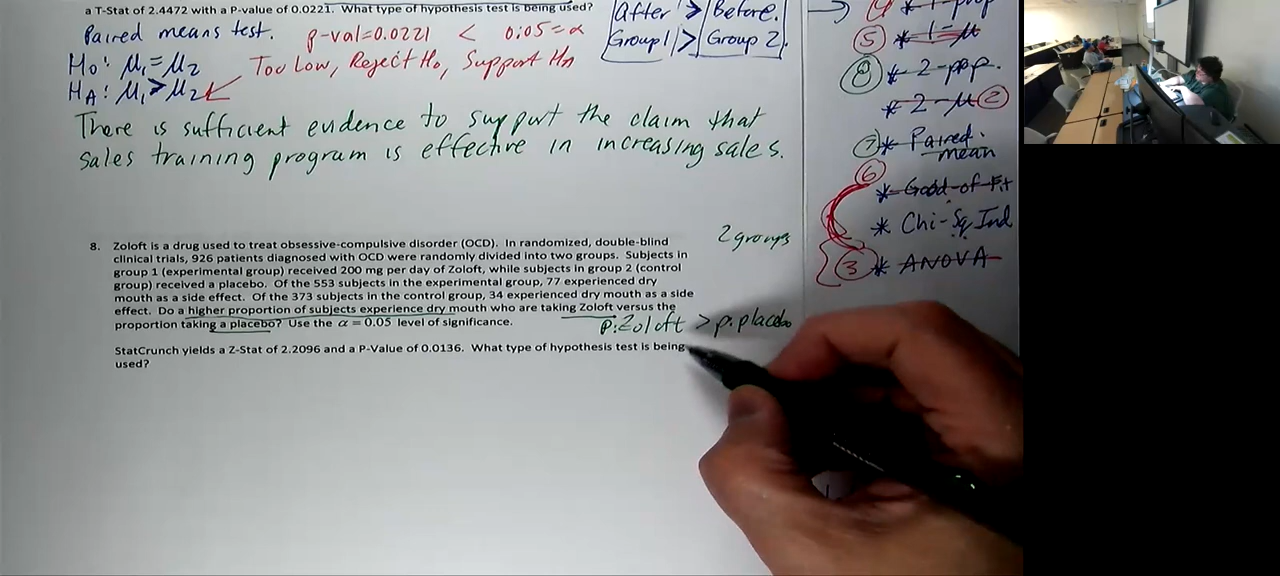 a T-Stat of 2.4472 with a P-value of 0.0221. What type of hypothesis test is being used?
Paired means test. p-val=0.0221 < 0.05=α
H0: μ1=μ2 Too Low, Reject H0, Support HA
HA: μ1>μ2
There is sufficient evidence to support the claim that
sales training program is effective in increasing sales.
After > Before.
Group 1 > Group 2.
* 1-prop
5 * 1-μ
8 * 2-prop.
* 2-μ 2
7 * Paired.
mean
6
* Good-of-Fit
* Chi-Sq Ind
3 * ANOVA
2 groups
8. Zoloft is a drug used to treat obsessive-compulsive disorder (OCD). In randomized, double-blind
clinical trials, 926 patients diagnosed with OCD were randomly divided into two groups. Subjects in
group 1 (experimental group) received 200 mg per day of Zoloft, while subjects in group 2 (control
group) received a placebo. Of the 553 subjects in the experimental group, 77 experienced dry
mouth as a side effect. Of the 373 subjects in the control group, 34 experienced dry mouth as a side
effect. Do a higher proportion of subjects experience dry mouth who are taking Zoloft versus the
proportion taking a placebo? Use the α = 0.05 level of significance.
p.Zoloft > p.placebo
StatCrunch yields a Z-Stat of 2.2096 and a P-Value of 0.0136. What type of hypothesis test is being
used?